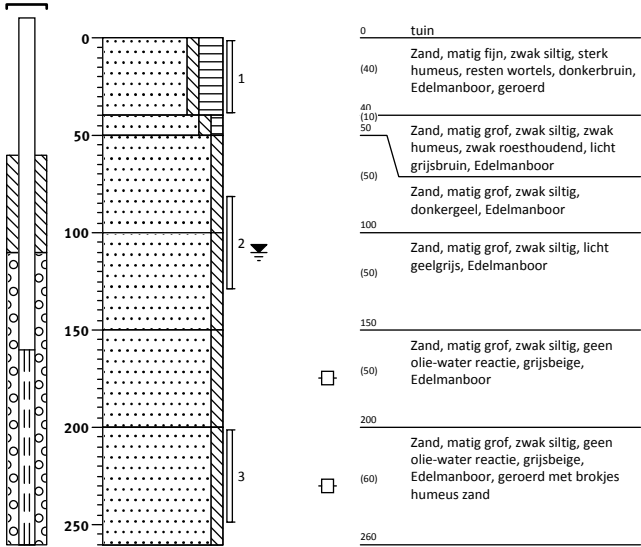 0
50
100
150
200
250
1
2
3
0 tuin
(40)
Zand, matig fijn, zwak siltig, sterk
humeus, resten wortels, donkerbruin,
Edelmanboor, geroerd
40
(10)
50
Zand, matig grof, zwak siltig, zwak
humeus, zwak roesthoudend, licht
grijsbruin, Edelmanboor
(50)
Zand, matig grof, zwak siltig,
donkergeel, Edelmanboor
100
(50)
Zand, matig grof, zwak siltig, licht
geelgrijs, Edelmanboor
150
(50)
Zand, matig grof, zwak siltig, geen
olie-water reactie, grijsbeige,
Edelmanboor
200
(60)
Zand, matig grof, zwak siltig, geen
olie-water reactie, grijsbeige,
Edelmanboor, geroerd met brokjes
humeus zand
260